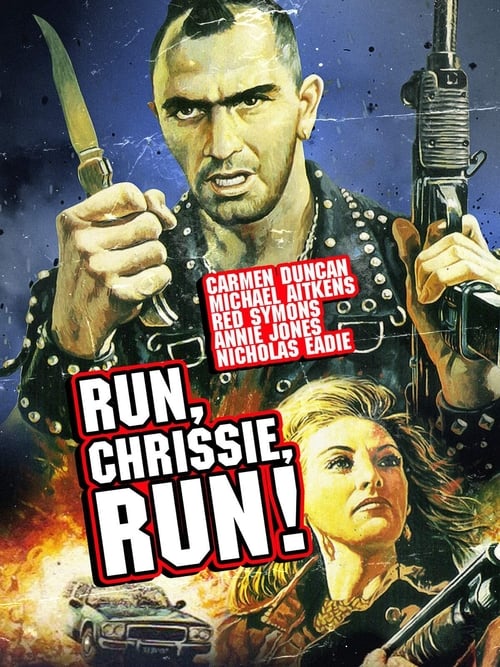 CARMEN DUNCAN
MICHAEL AITKENS
RED SYMONS
ANNIE JONES
NICHOLAS EADIE
RUN,
CHRISSIE,
RUN!